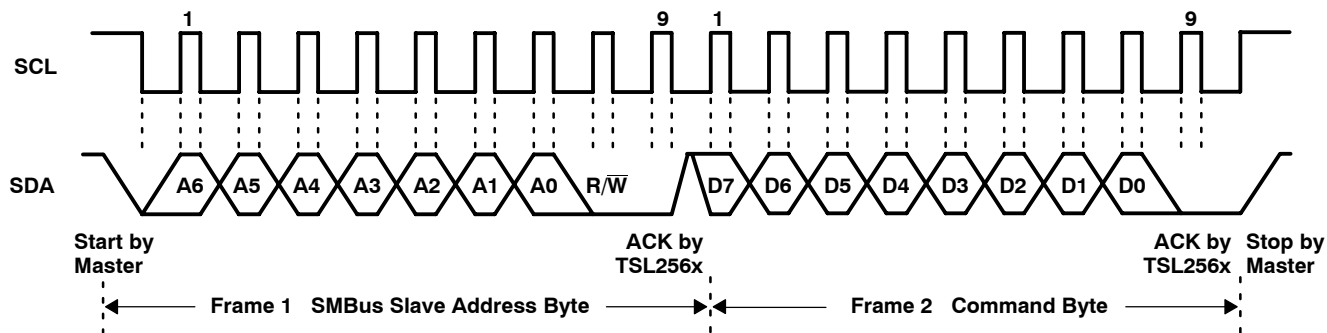 1 9 1 9
SCL
SDA A6 A5 A4 A3 A2 A1 A0 R/W̅ D7 D6 D5 D4 D3 D2 D1 D0
Start by
Master
ACK by
TSL256x
ACK by
TSL256x
Stop by
Master
Frame 1 SMBus Slave Address Byte
Frame 2 Command Byte